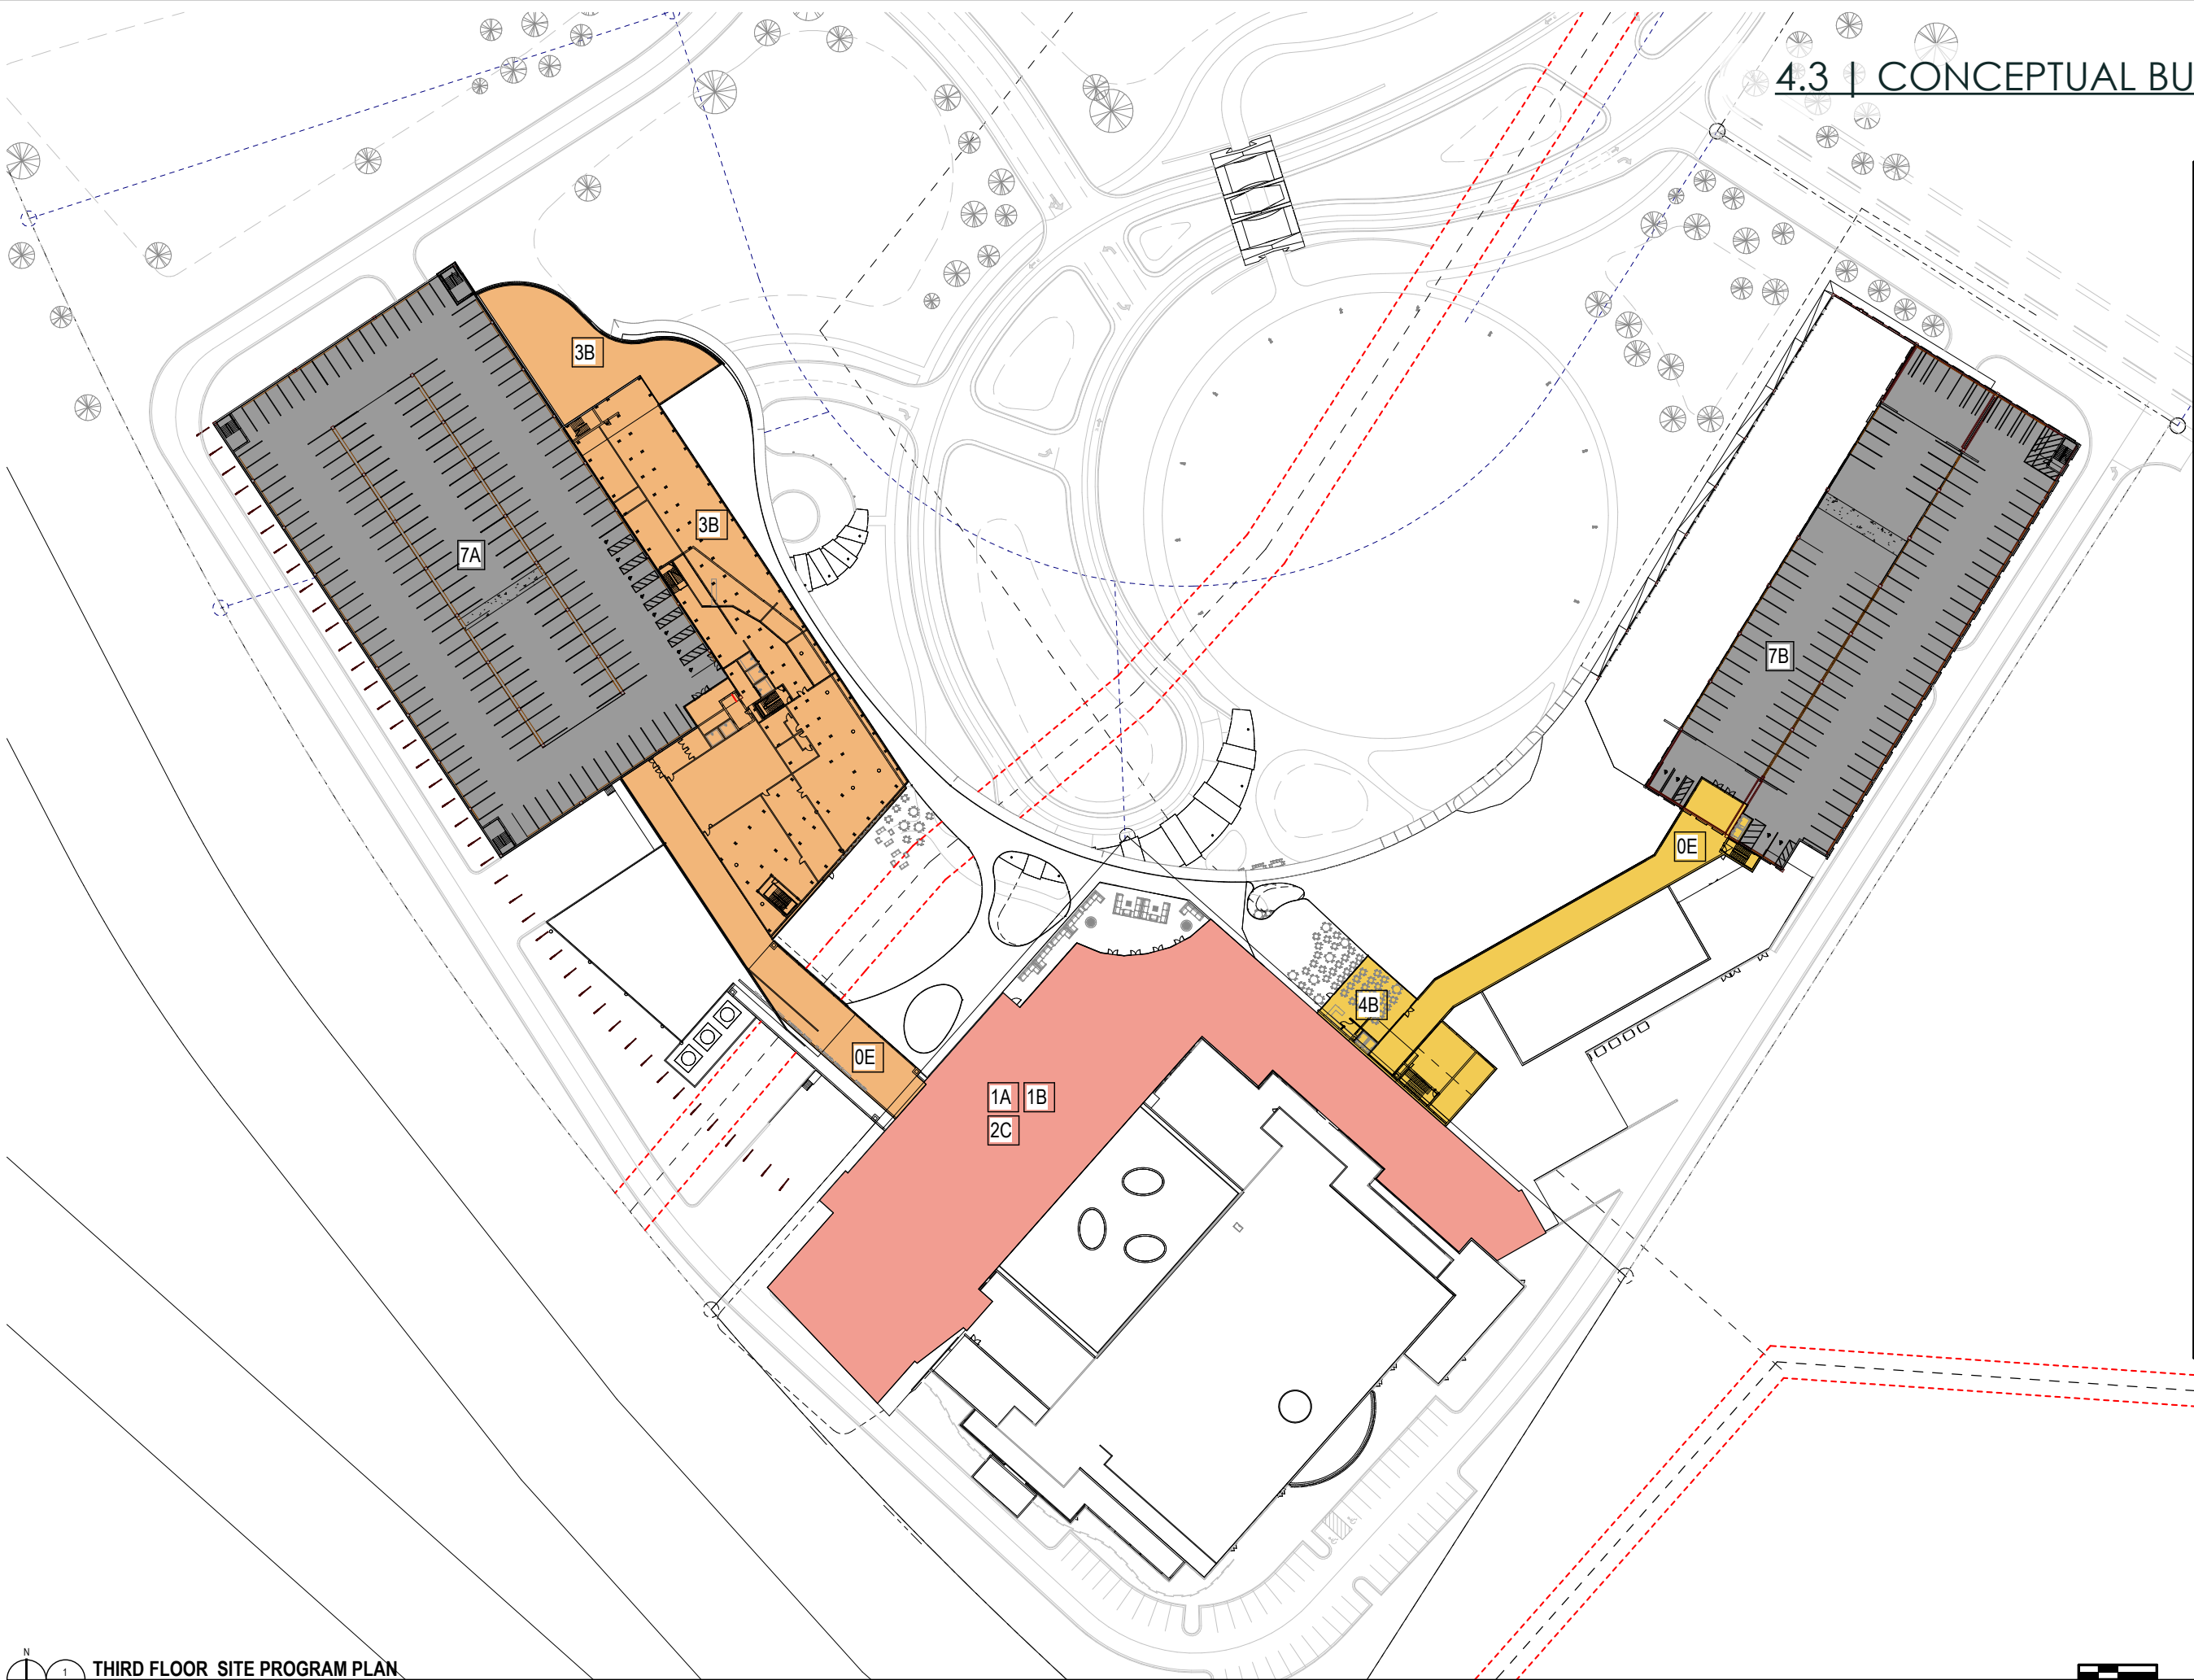 4.3 | CONCEPTUAL BU
3B
3B
7A
7B
0E
4B
0E
1A 1B
2C
N
1
THIRD FLOOR SITE PROGRAM PLAN